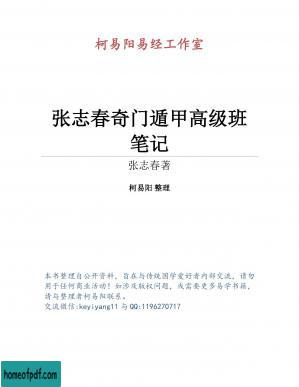 柯易阳易经工作室
张志春奇门遁甲高级班
笔记
张志春著
柯易阳 整理
本书整理自公开资料，旨在与传统国学爱好者内部交流，请勿
用于任何商业活动！如涉及版权问题，或需要更多易学书籍，
请与整理者柯易阳联系。
交流微信:keyiyang11 与 QQ:1196270717
homeofpdf.com